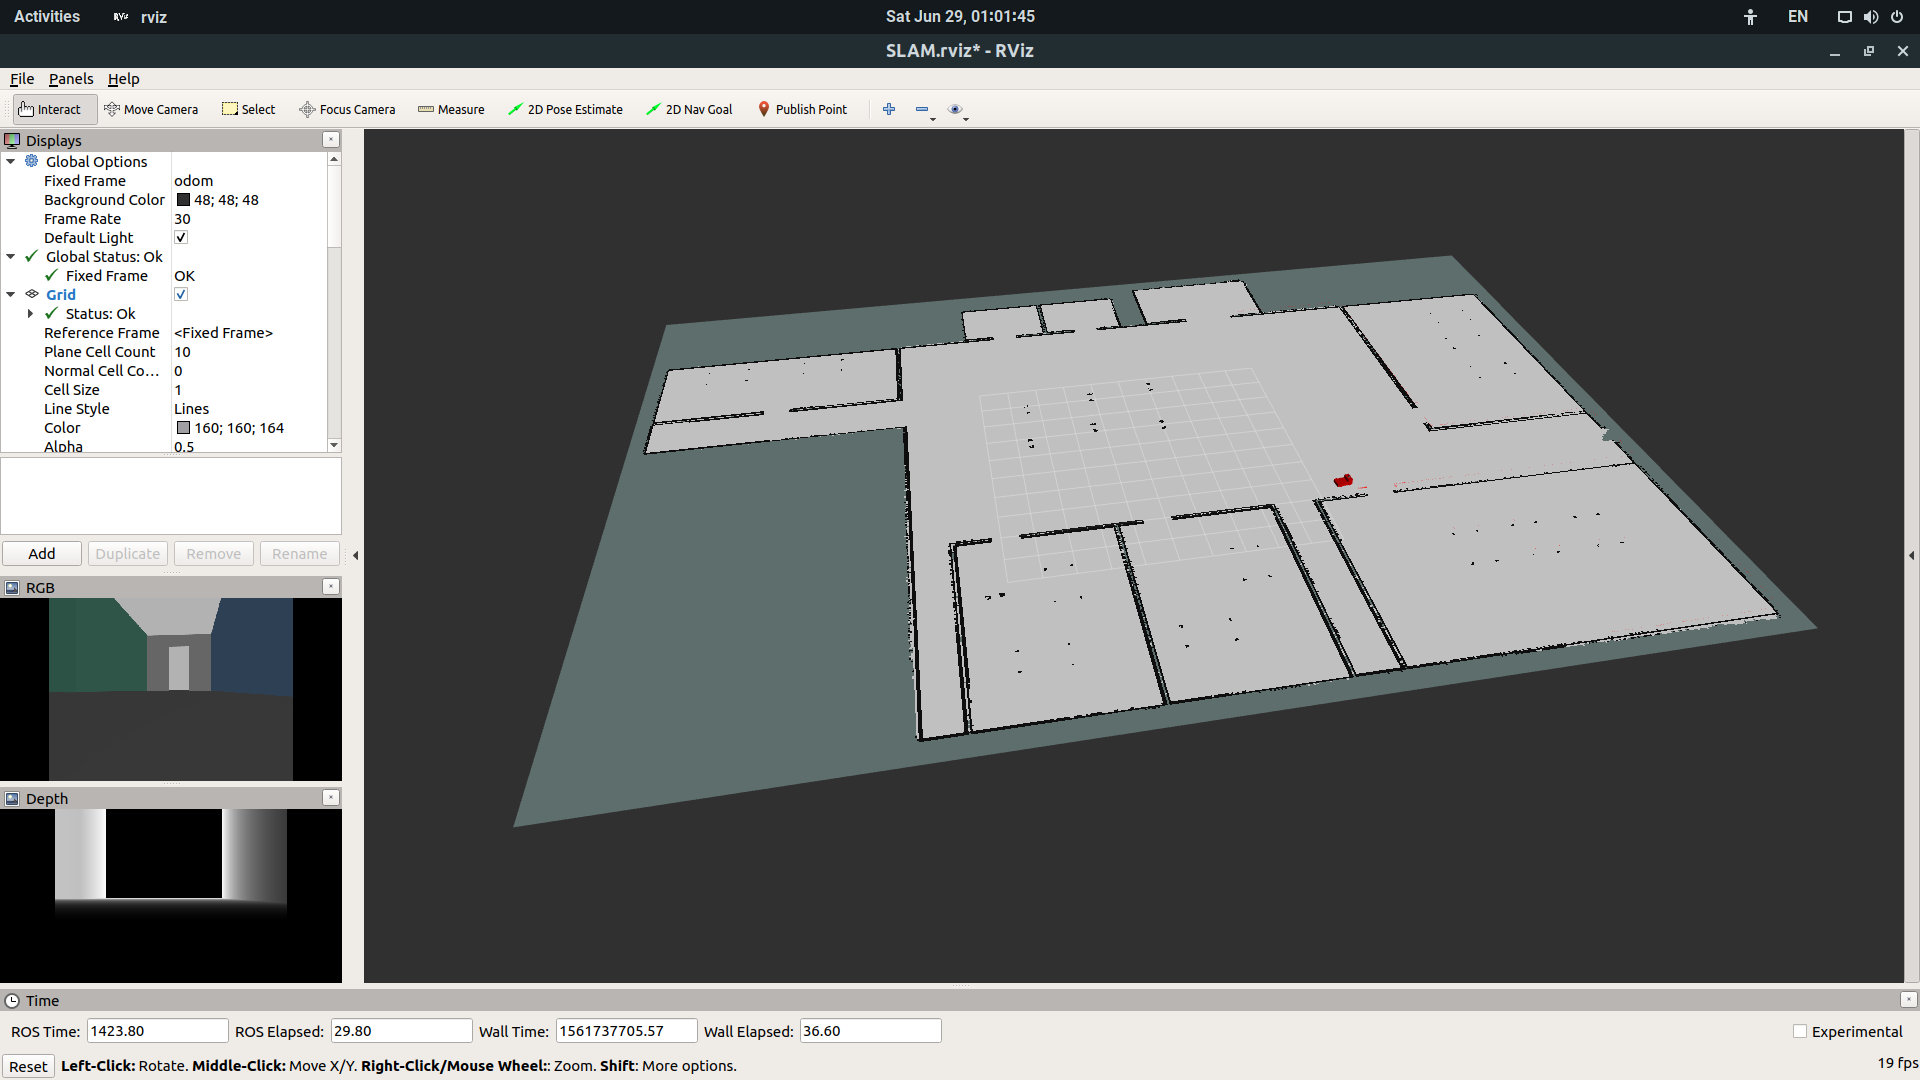 Activities rviz Sat Jun 29, 01:01:45 EN
SLAM.rviz* - RViz
File Panels Help
Interact Move Camera Select Focus Camera Measure 2D Pose Estimate 2D Nav Goal Publish Point
Displays
Global Options
Fixed Frame odom
Background Color 48; 48; 48
Frame Rate 30
Default Light
Global Status: Ok
Fixed Frame OK
Grid
Status: Ok
Reference Frame <Fixed Frame>
Plane Cell Count 10
Normal Cell Co... 0
Cell Size 1
Line Style Lines
Color 160; 160; 164
Alpha 0.5
Add Duplicate Remove Rename
RGB
Depth
Time
ROS Time: 1423.80 ROS Elapsed: 29.80 Wall Time: 1561737705.57 Wall Elapsed: 36.60 Experimental
Reset Left-Click: Rotate. Middle-Click: Move X/Y. Right-Click/Mouse Wheel:: Zoom. Shift: More options. 19 fps